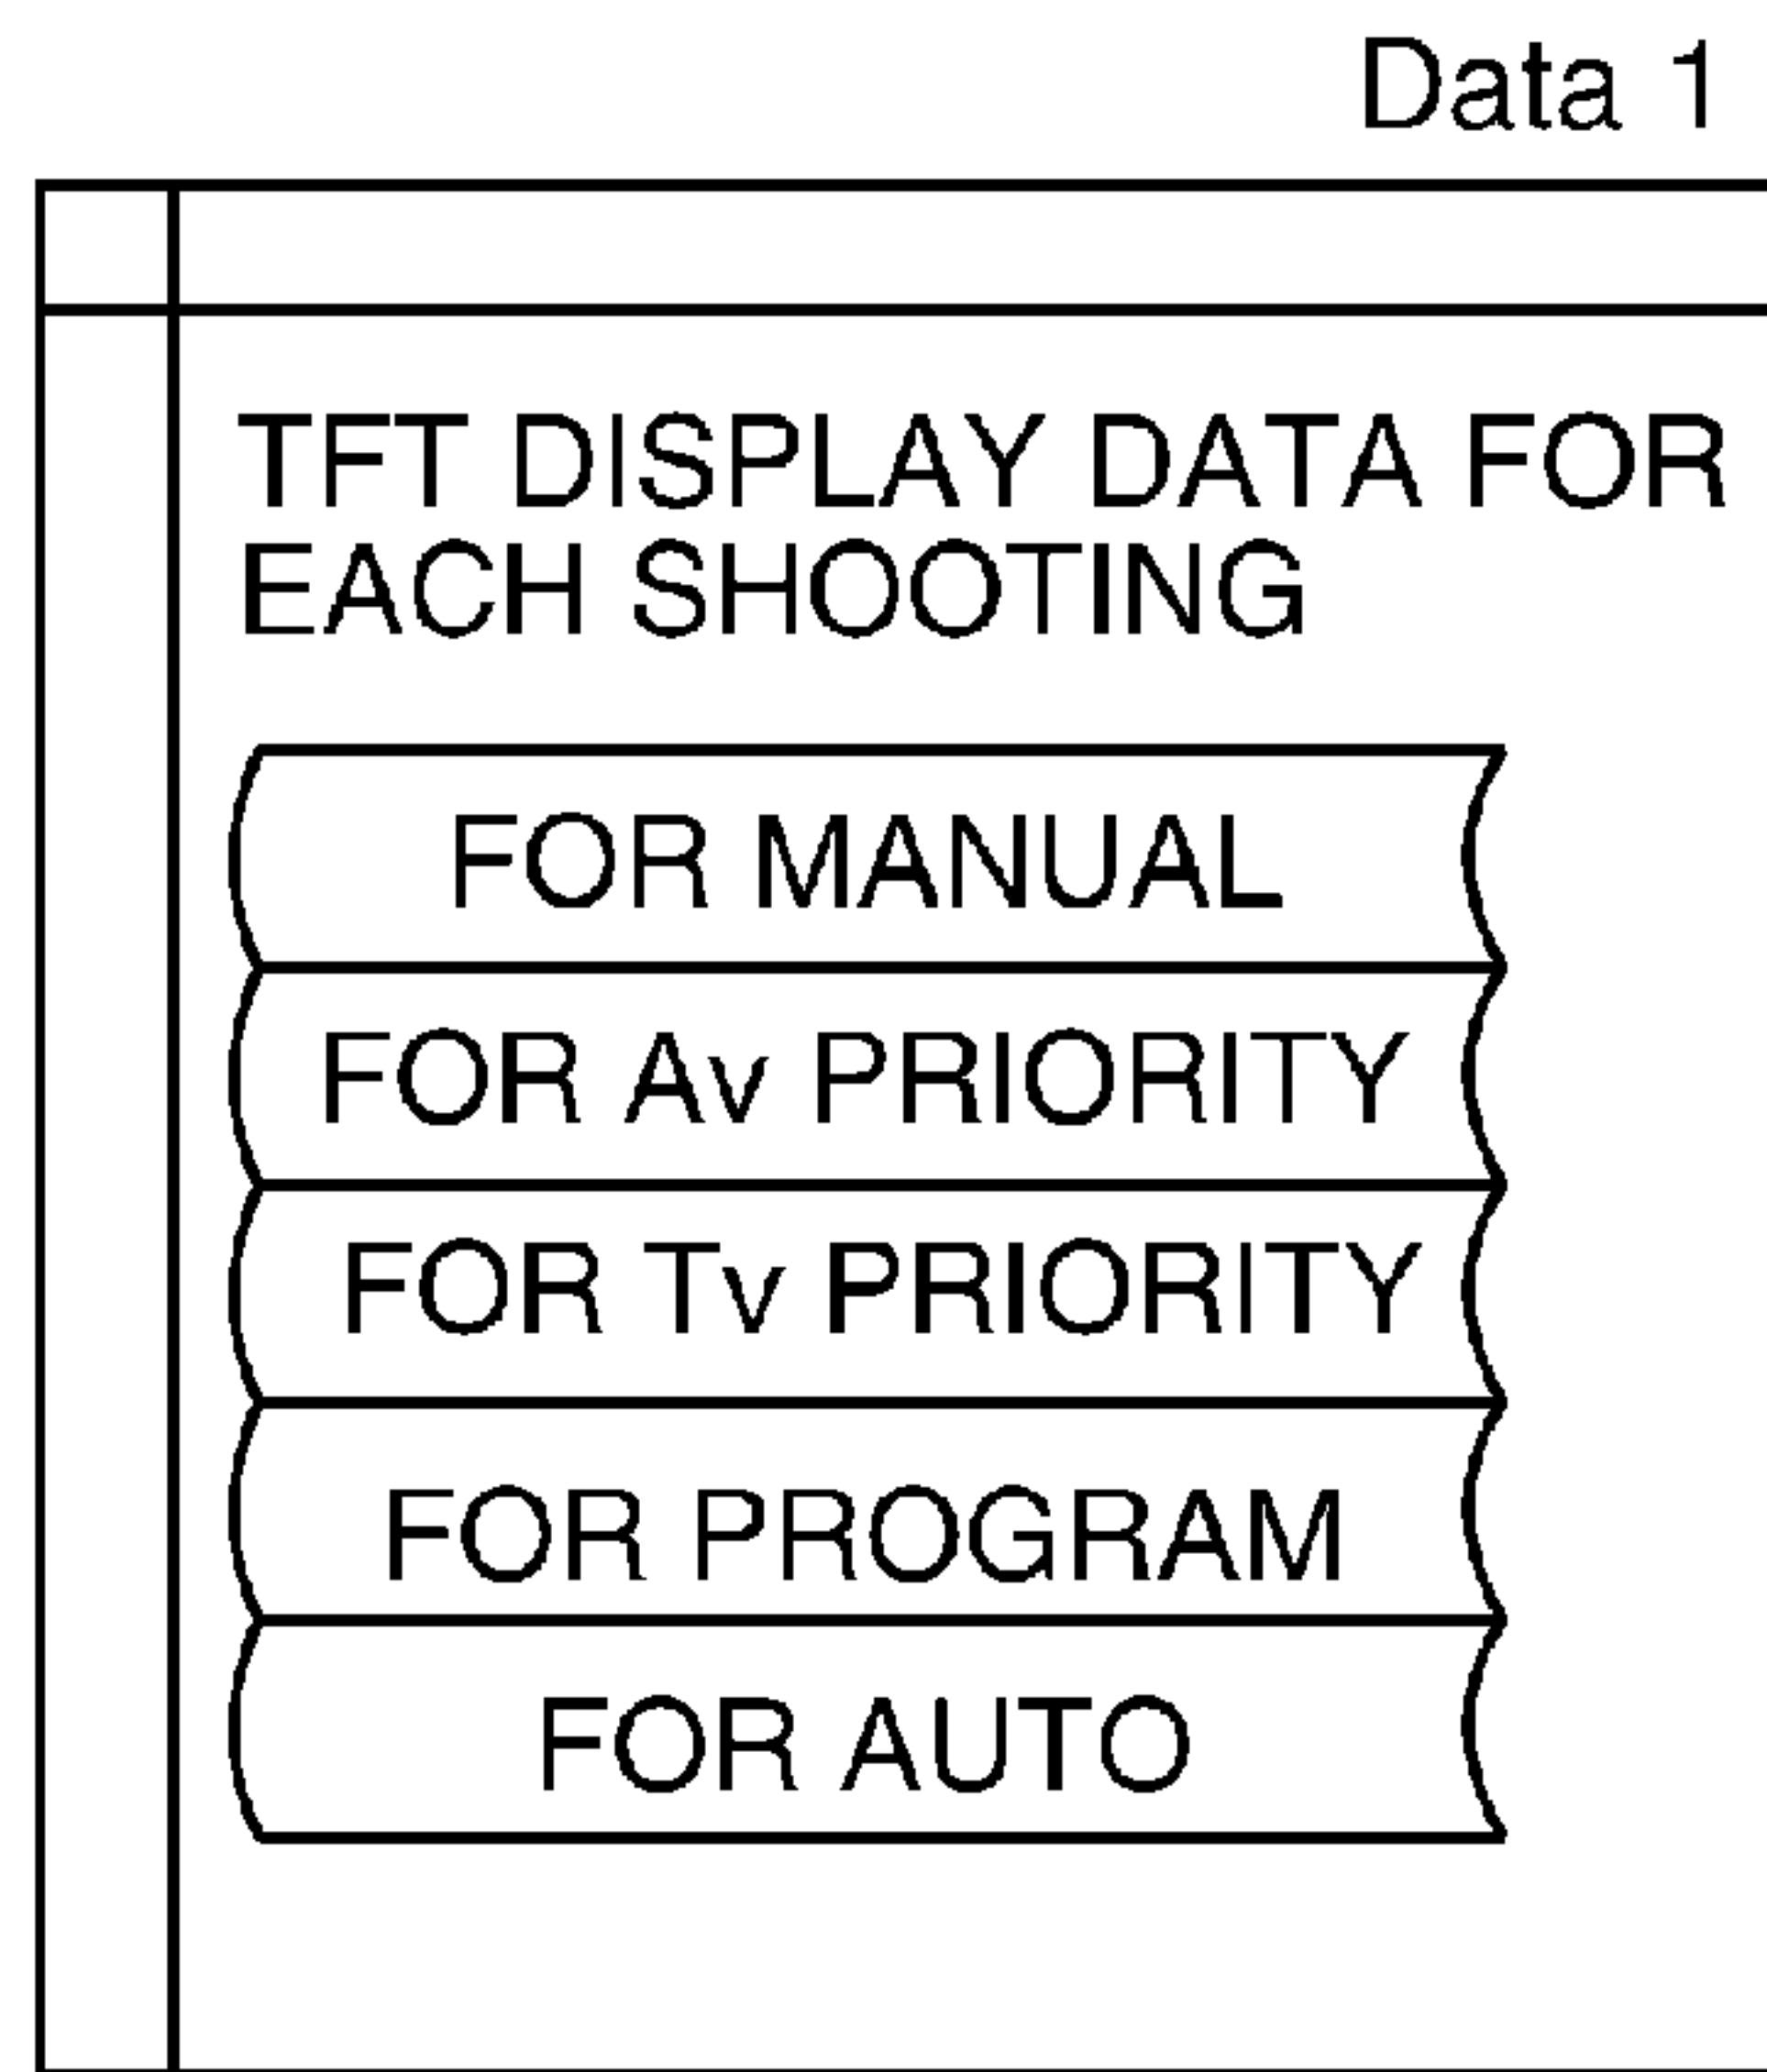 Data 1
TFT DISPLAY DATA FOR
EACH SHOOTING
FOR MANUAL
FOR Av PRIORITY
FOR Tv PRIORITY
FOR PROGRAM
FOR AUTO